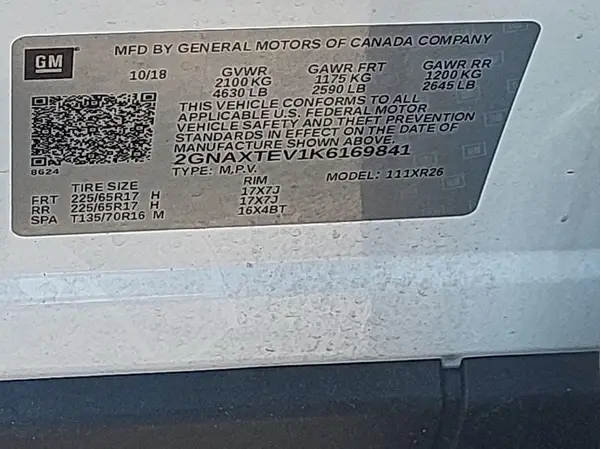 GM
MFD BY GENERAL MOTORS OF CANADA COMPANY
10/18 GVWR GAWR FRT GAWR RR
2100 KG 1175 KG 1200 KG
4630 LB 2590 LB 2645 LB
THIS VEHICLE CONFORMS TO ALL
APPLICABLE U.S. FEDERAL MOTOR
VEHICLE SAFETY AND THEFT PREVENTION
STANDARDS IN EFFECT ON THE DATE OF
MANUFACTURE SHOWN ABOVE.
2GNAXTEV1K6169841
8624
TYPE: M.P.V. MODEL: 111XR26
TIRE SIZE RIM
FRT 225/65R17 H 17X7J
RR 225/65R17 H 17X7J
SPA T135/70R16 M 16X4BT